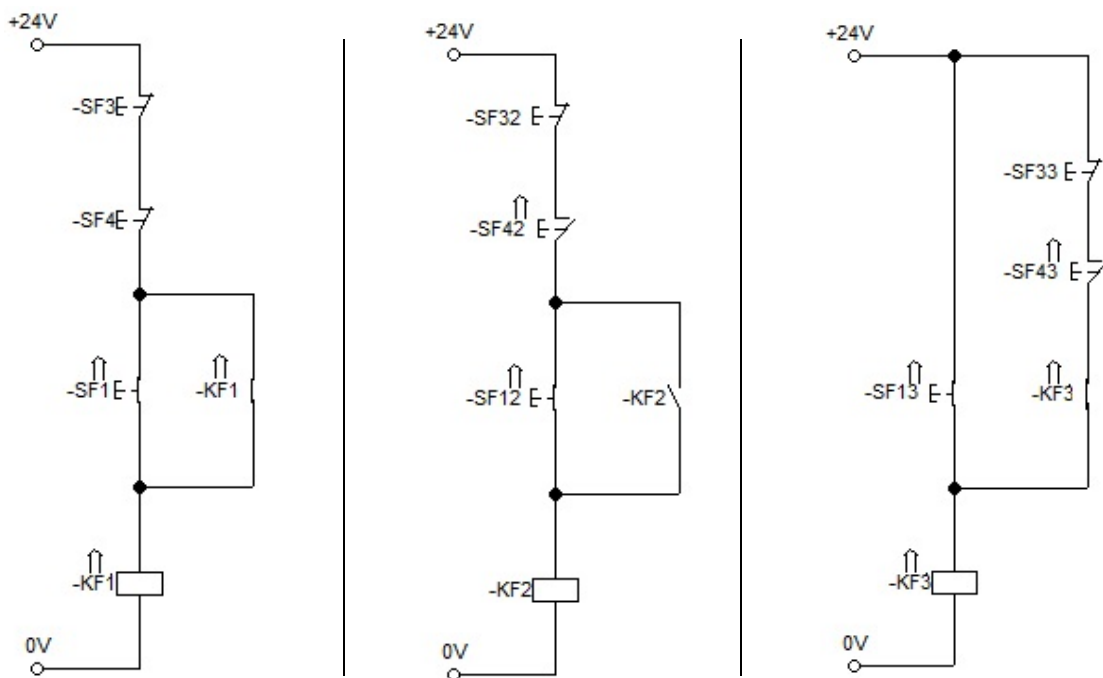 +24V
-SF3
-SF4
-SF1
-KF1
-KF1
0V
+24V
-SF32
-SF42
-SF12
-KF2
-KF2
0V
+24V
-SF33
-SF43
-SF13
-KF3
-KF3
0V